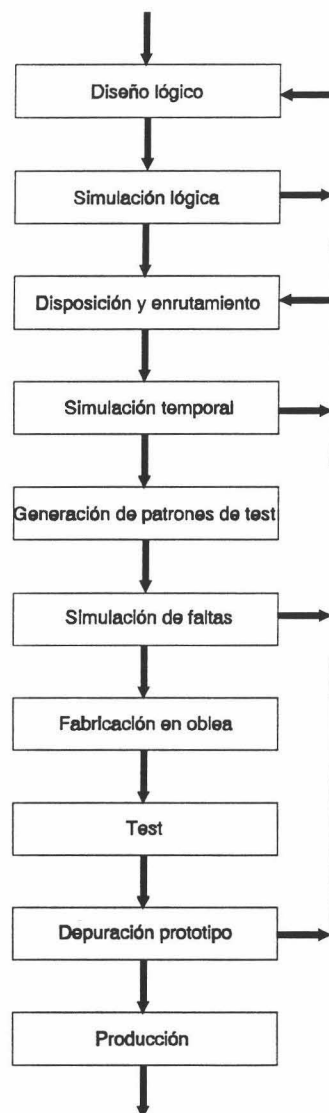 Diseño lógico
Simulación lógica
Disposición y enrutamiento
Simulación temporal
Generación de patrones de test
Simulación de faltas
Fabricación en oblea
Test
Depuración prototipo
Producción